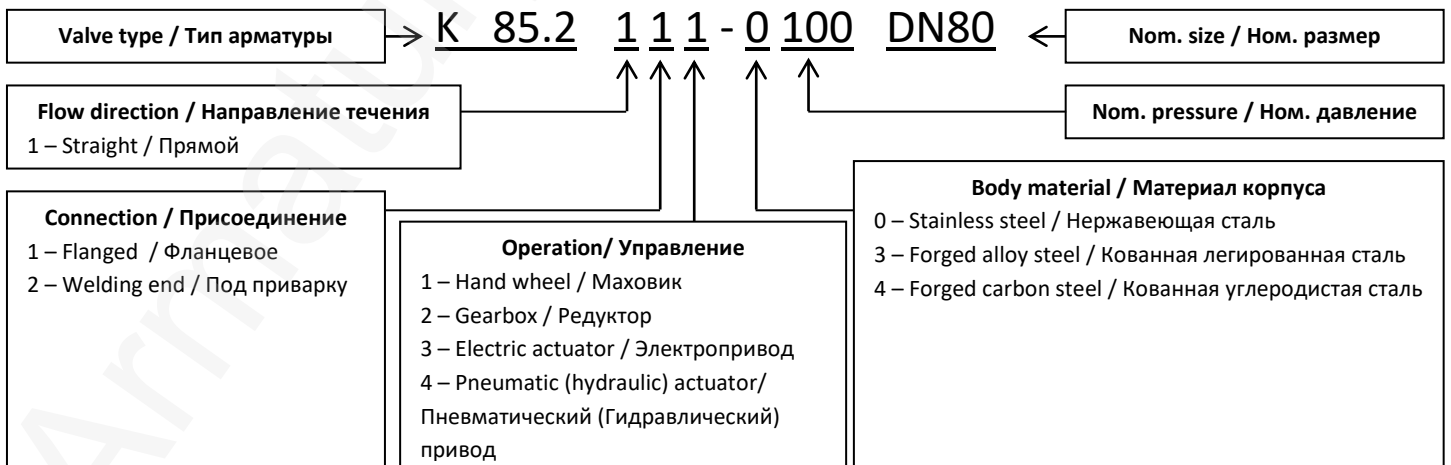 Valve type / Тип арматуры
K 85.2 1 1 1 - 0 100 DN80
Nom. size / Ном. размер
Flow direction / Направление течения
1 – Straight / Прямой
Nom. pressure / Ном. давление
Connection / Присоединение
1 – Flanged / Фланцевое
2 – Welding end / Под приварку
Operation/ Управление
1 – Hand wheel / Маховик
2 – Gearbox / Редуктор
3 – Electric actuator / Электропривод
4 – Pneumatic (hydraulic) actuator/
Пневматический (Гидравлический)
привод
Body material / Материал корпуса
0 – Stainless steel / Нержавеющая сталь
3 – Forged alloy steel / Кованная легированная сталь
4 – Forged carbon steel / Кованная углеродистая сталь
Armatu